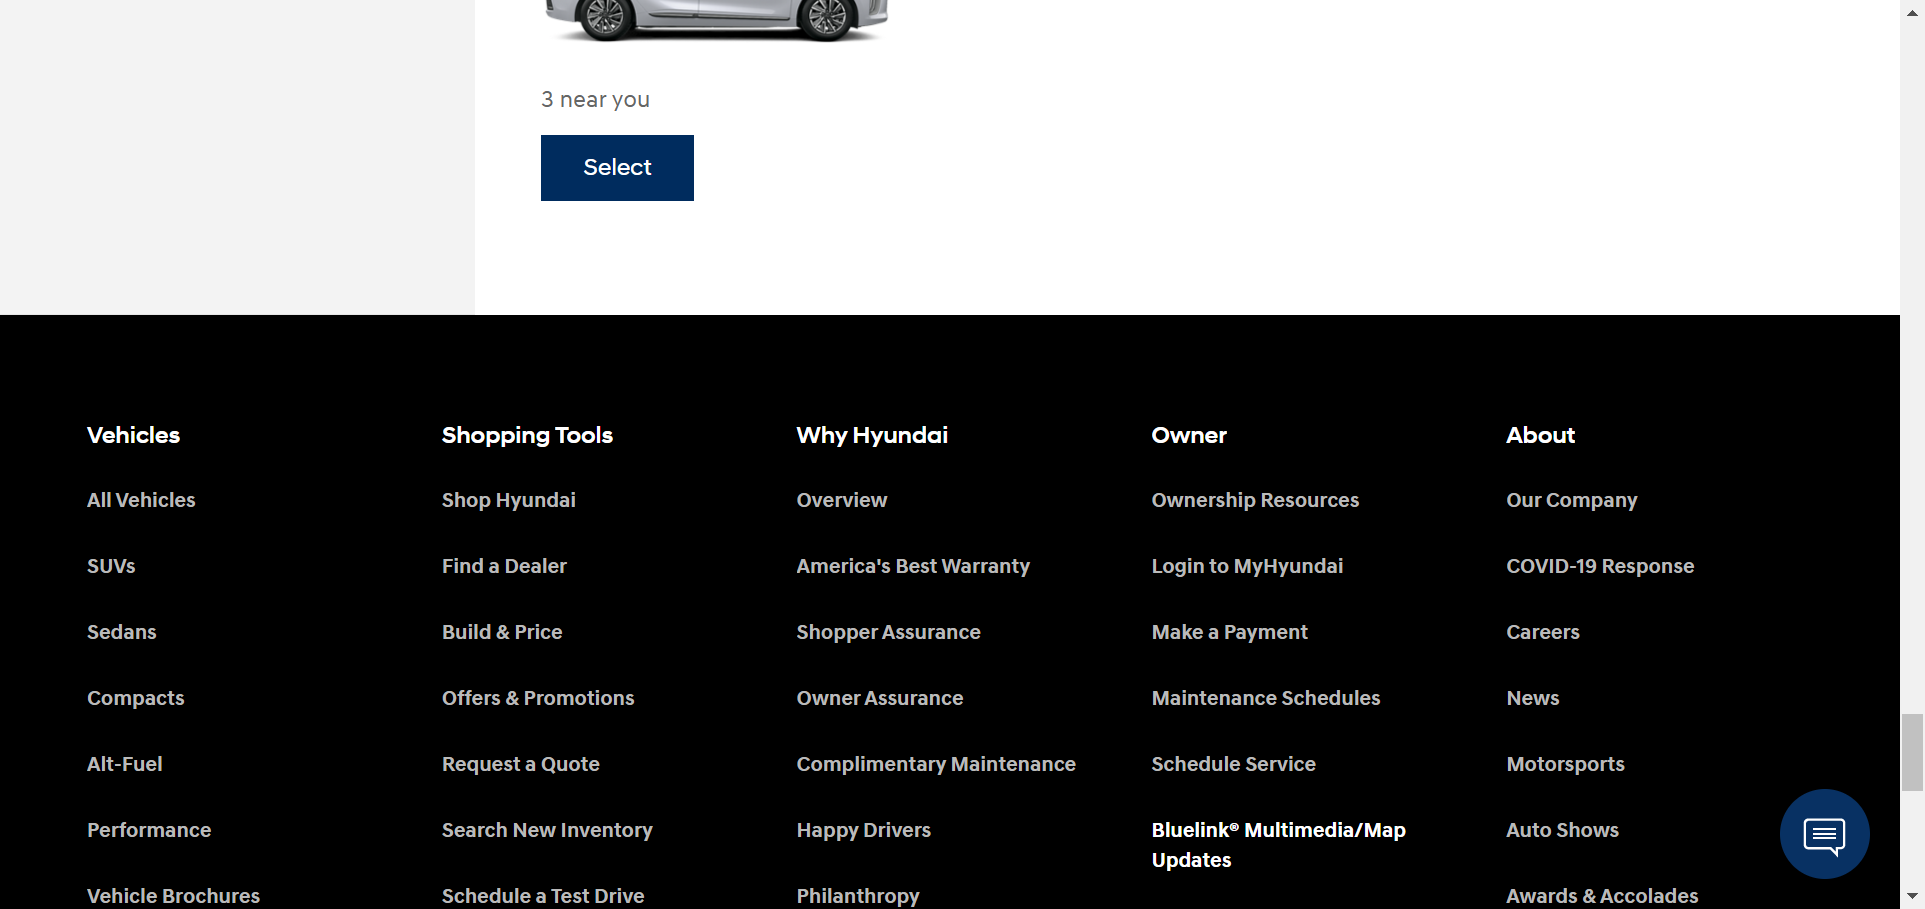 3 near you
Select
Vehicles
All Vehicles
SUVs
Sedans
Compacts
Alt-Fuel
Performance
Vehicle Brochures
Shopping Tools
Shop Hyundai
Find a Dealer
Build & Price
Offers & Promotions
Request a Quote
Search New Inventory
Schedule a Test Drive
Why Hyundai
Overview
America's Best Warranty
Shopper Assurance
Owner Assurance
Complimentary Maintenance
Happy Drivers
Philanthropy
Owner
Ownership Resources
Login to MyHyundai
Make a Payment
Maintenance Schedules
Schedule Service
Bluelink® Multimedia/Map
Updates
About
Our Company
COVID-19 Response
Careers
News
Motorsports
Auto Shows
Awards & Accolades